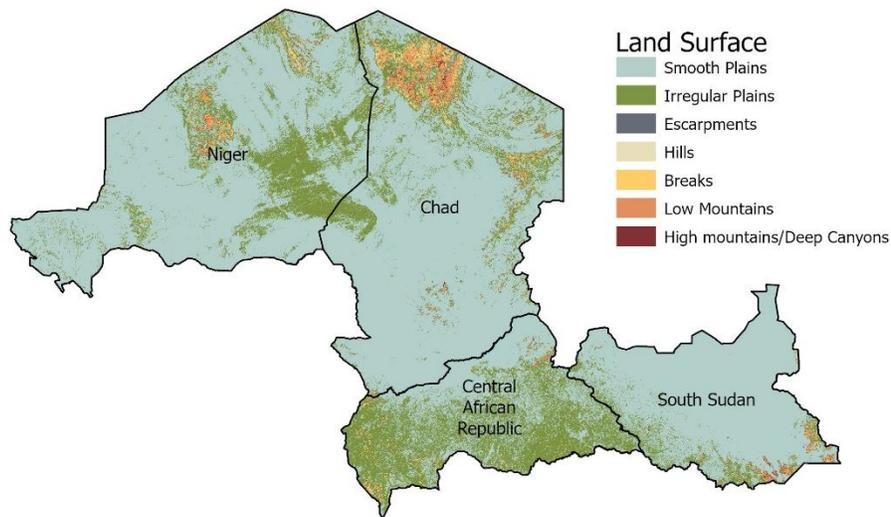 Land Surface
Smooth Plains
Irregular Plains
Escarpments
Hills
Breaks
Low Mountains
High mountains/Deep Canyons
Niger
Chad
Central
African
Republic
South Sudan